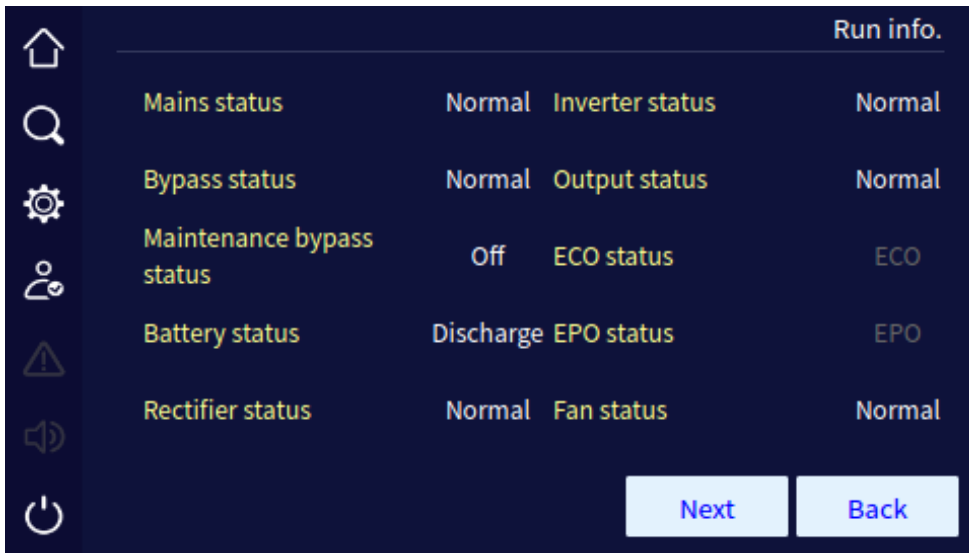 Run info.
Mains status Normal Inverter status Normal
Bypass status Normal Output status Normal
Maintenance bypass
status Off ECO status ECO
Battery status Discharge EPO status EPO
Rectifier status Normal Fan status Normal
Next Back